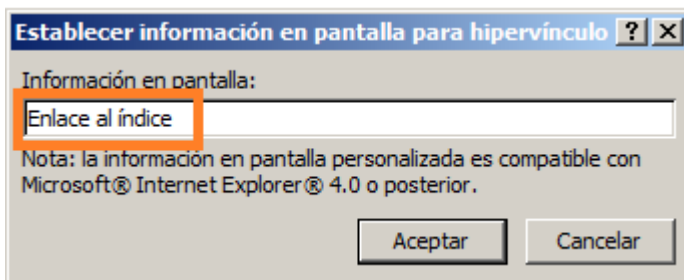 Establecer información en pantalla para hipervínculo ? X
Información en pantalla:
Enlace al índice
Nota: la información en pantalla personalizada es compatible con
Microsoft® Internet Explorer® 4.0 o posterior.
Aceptar Cancelar